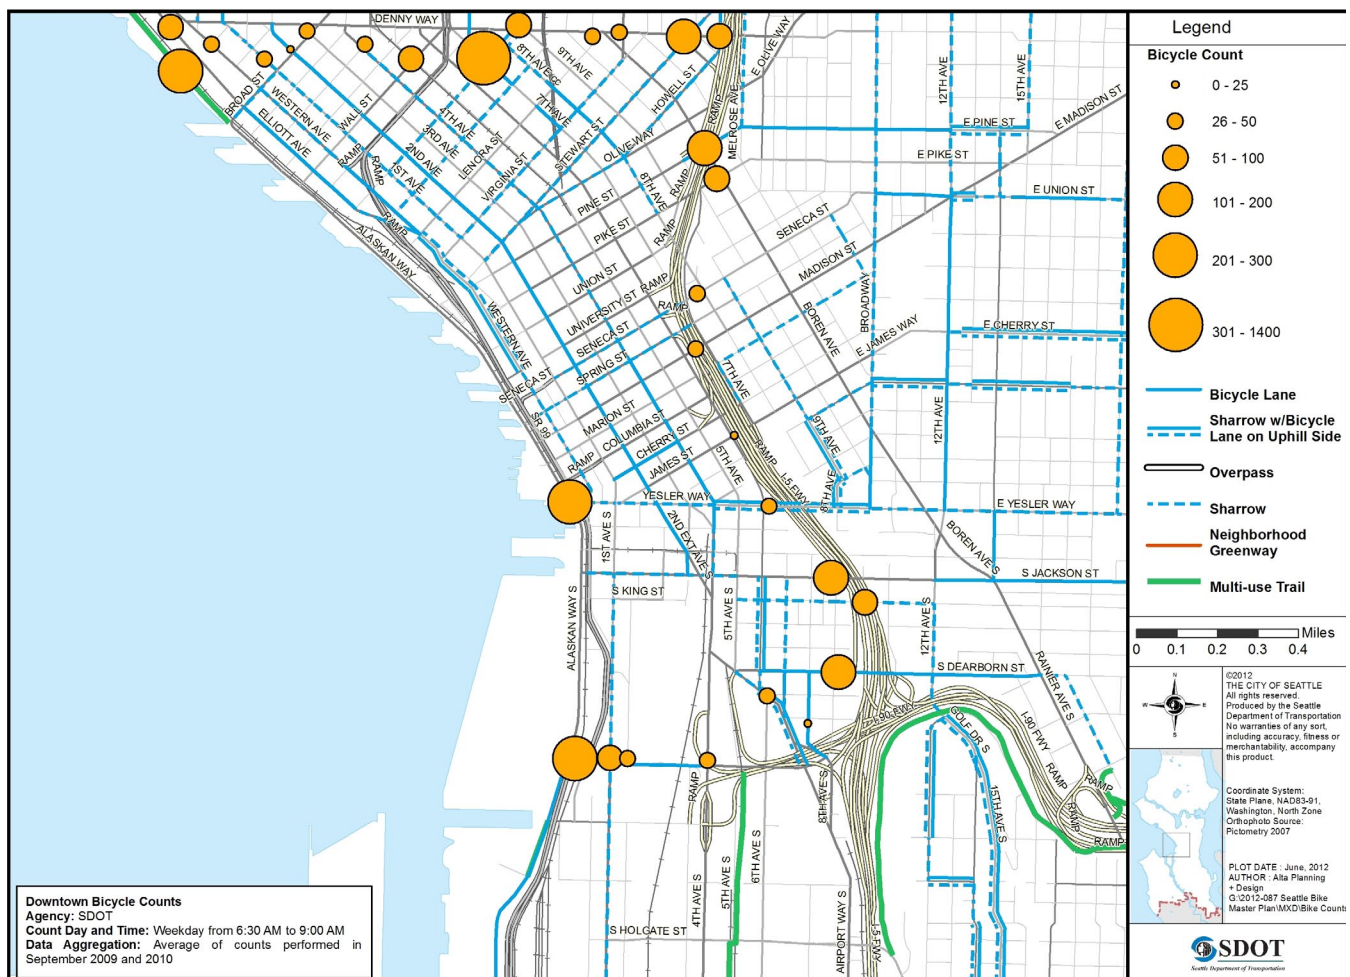 DENNY WAY
BROAD ST
WESTERN AVE
ELLIOTT AVE
WALL ST
RAMP
RAMP
4TH AVE
3RD AVE
2ND AVE
1ST AVE
LENORA ST
VIRGINIA ST
8TH AVE
9TH AVE
7TH AVE
STEWART ST
HOWELL ST
OLIVE WAY
E OLIVE WAY
RAMP
MELROSE AVE
8TH AVE
RAMP
RAMP
PINE ST
PIKE ST
UNION ST
UNIVERSITY ST
RAMP
RAMP
SENECA ST
SPRING ST
RAMP
ALASKAN WAY
WESTERN AVE
SENECA ST
SR 99
MARION ST
COLUMBIA ST
CHERRY ST
JAMES ST
RAMP
12TH AVE
15TH AVE
E MADISON ST
E PINE ST
E PIKE ST
E UNION ST
SENECA ST
MADISON ST
BOREN AVE
BROADWAY
E JAMES WAY
E CHERRY ST
12TH AVE
7TH AVE
9TH AVE
8TH AVE
5TH AVE
RAMP
I-5 FWY
YESLER WAY
E YESLER WAY
2ND EXT AVE S
1ST AVE S
BOREN AVE S
S JACKSON ST
S KING ST
5TH AVE S
12TH AVE S
ALASKAN WAY S
S DEARBORN ST
RAINIER AVE S
I-90 FWY
GOLF DR S
I-90 FWY
RAMP
RAMP
RAMP
RAMP
RAMP
8TH AVE S
15TH AVE S
6TH AVE S
5TH AVE S
4TH AVE S
AIRPORT WAY S
I-5 FWY
S HOLGATE ST
Downtown Bicycle Counts
Agency: SDOT
Count Day and Time: Weekday from 6:30 AM to 9:00 AM
Data Aggregation: Average of counts performed in
September 2009 and 2010
Legend
Bicycle Count
0 - 25
26 - 50
51 - 100
101 - 200
201 - 300
301 - 1400
Bicycle Lane
Sharrow w/Bicycle
Lane on Uphill Side
Overpass
Sharrow
Neighborhood
Greenway
Multi-use Trail
Miles
0 0.1 0.2 0.3 0.4
N
W E
S
©2012
THE CITY OF SEATTLE
All rights reserved.
Produced by the Seattle
Department of Transportation
No warranties of any sort,
including accuracy, fitness or
merchantability, accompany
this product.
Coordinate System:
State Plane, NAD83-91,
Washington, North Zone
Orthophoto Source:
Pictometry 2007
PLOT DATE : June, 2012
AUTHOR : Alta Planning
+ Design
G:\2012-087 Seattle Bike
Master Plan\MXD\Bike Counts
SDOT
Seattle Department of Transportation